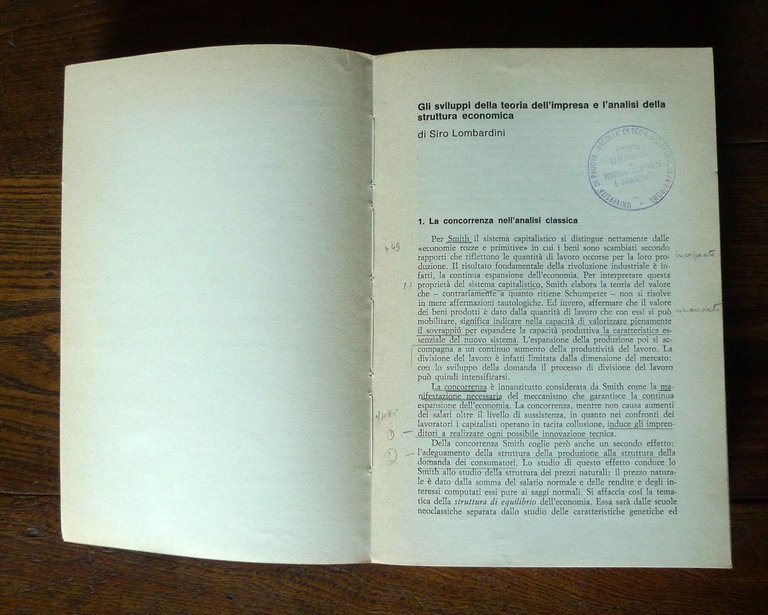 Gli sviluppi della teoria dell'impresa e l'analisi della
struttura economica
di Siro Lombardini
UNIVERSITA' DI PADOVA - FACOLTA' DI ECON
VERONA
1. La concorrenza nell'analisi classica
Per Smith il sistema capitalistico si distingue nettamente dalle
«economie rozze e primitive» in cui i beni sono scambiati secondo
rapporti che riflettono le quantità di lavoro occorse per la loro pro-
duzione. Il risultato fondamentale della rivoluzione industriale è in-
fatti, la continua espansione dell'economia. Per interpretare questa
proprietà del sistema capitalistico, Smith elabora la teoria del valore
che – contrariamente a quanto ritiene Schumpeter – non si risolve
in mere affermazioni tautologiche. Ed invero, affermare che il valore
dei beni prodotti è dato dalla quantità di lavoro che con essi si può
mobilitare, significa indicare nella capacità di valorizzare pienamente
il sovrappiú per espandere la capacità produttiva la caratteristica es-
senziale del nuovo sistema. L'espansione della produzione poi si ac-
compagna a un continuo aumento della produttività del lavoro. La
divisione del lavoro è infatti limitata dalla dimensione del mercato:
con lo sviluppo della domanda il processo di divisione del lavoro
può quindi intensificarsi.
La concorrenza è innanzitutto considerata da Smith come la ma-
nifestazione necessaria del meccanismo che garantisce la continua
espansione dell'economia. La concorrenza, mentre non causa aumenti
dei salari oltre il livello di sussistenza, in quanto nei confronti dei
lavoratori i capitalisti operano in tacita collusione, induce gli impren-
ditori a realizzare ogni possibile innovazione tecnica.
Della concorrenza Smith coglie però anche un secondo effetto:
l'adeguamento della struttura della produzione alla struttura della
domanda dei consumatori. Lo studio di questo effetto conduce lo
Smith allo studio della struttura dei prezzi naturali: il prezzo natura-
le è dato dalla somma del salario normale e delle rendite e degli in-
teressi computati essi pure ai saggi normali. Si affaccia cosí la tema-
tica della struttura di equilibrio dell'economia. Essa sarà dalle scuole
neoclassiche separata dallo studio delle caratteristiche genetiche ed